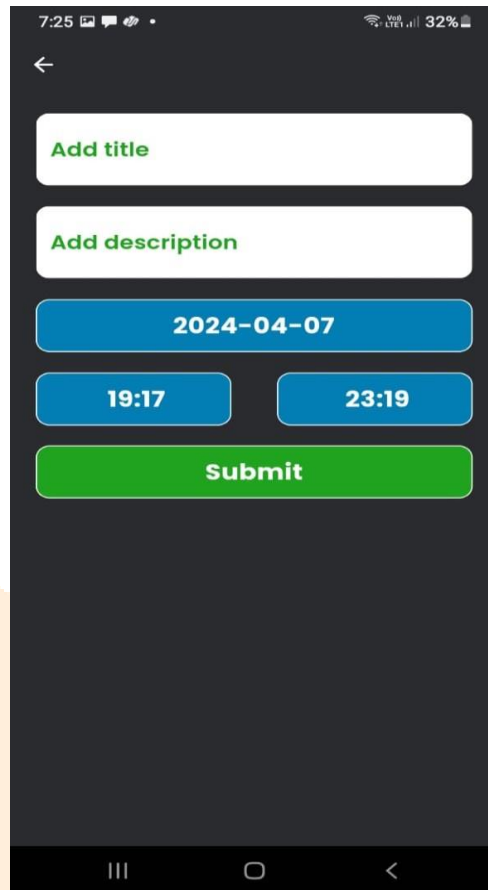 7:25 32%
Add title
Add description
2024-04-07
19:17 23:19
Submit